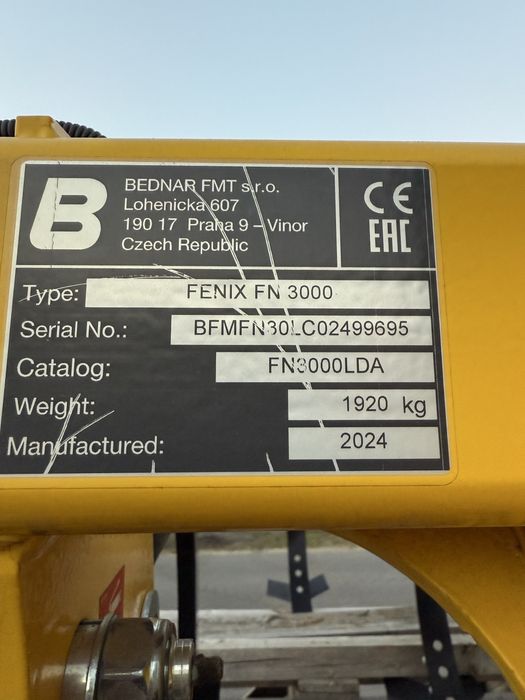 B
BEDNAR FMT s.r.o.
Lohenicka 607
190 17 Praha 9 – Vinor
Czech Republic
CE
EAC
Type: FENIX FN 3000
Serial No.: BFMFN30LC02499695
Catalog: FN3000LDA
Weight: 1920 kg
Manufactured: 2024